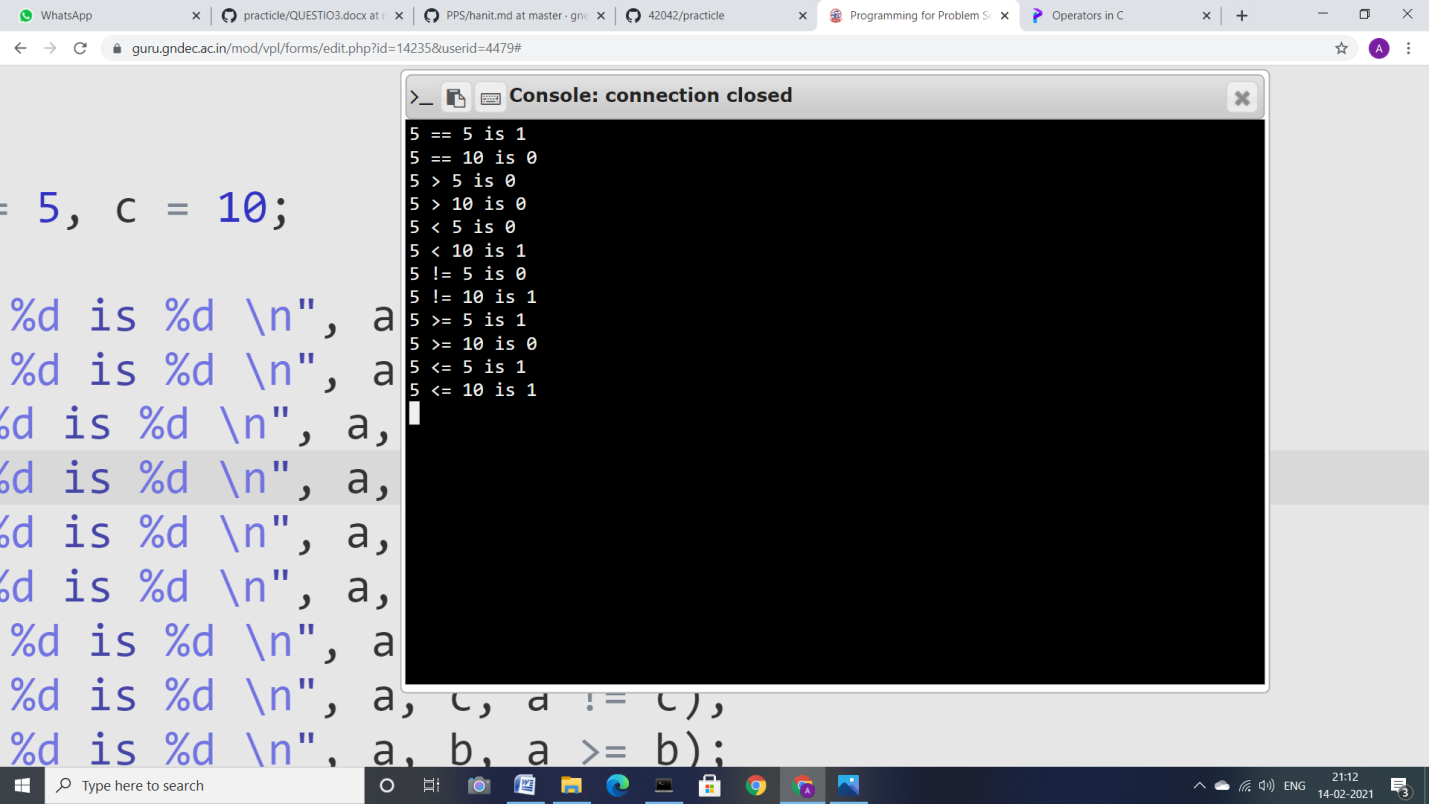 WhatsApp
practicle/QUESTIO3.docx at n
PPS/hanit.md at master · gne
42042/practicle
Programming for Problem So
Operators in C
guru.gndec.ac.in/mod/vpl/forms/edit.php?id=14235&userid=4479#
A
Console: connection closed
5 == 5 is 1
5 == 10 is 0
5 > 5 is 0
5 > 10 is 0
5 < 5 is 0
5 < 10 is 1
5 != 5 is 0
5 != 10 is 1
5 >= 5 is 1
5 >= 10 is 0
5 <= 5 is 1
5 <= 10 is 1
= 5, c = 10;
%d is %d \n", a
%d is %d \n", a
%d is %d \n", a,
%d is %d \n", a,
%d is %d \n", a,
%d is %d \n", a,
%d is %d \n", a
%d is %d \n", a, c, a != c);
%d is %d \n", a, b, a >= b);
Type here to search
ENG
21:12
14-02-2021
3